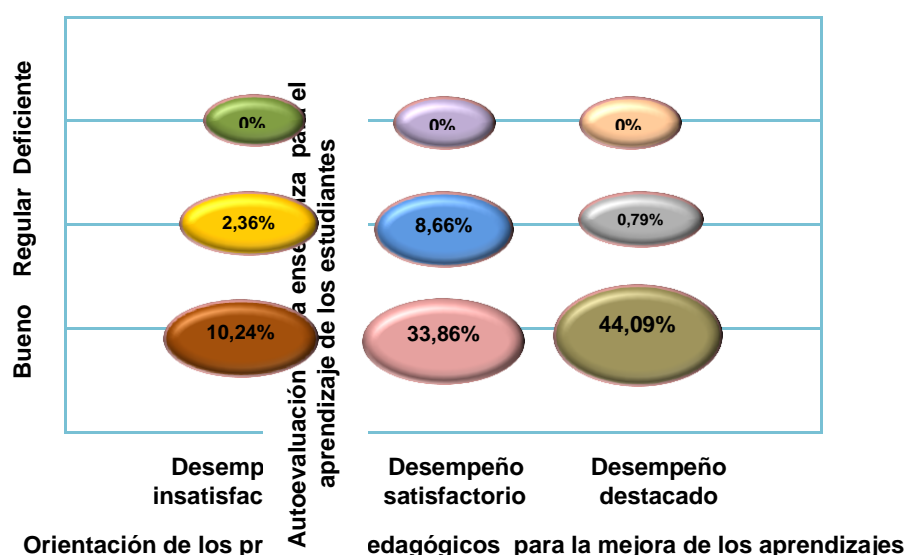 Deficiente
Regular
Bueno
0%
0%
0%
2,36%
8,66%
0,79%
10,24%
33,86%
44,09%
Autoevaluación el
aprendizaje de los estudiantes
Desemp
insatisfac
Desempeño
satisfactorio
Desempeño
destacado
Orientación de los pr edagógicos para la mejora de los aprendizajes